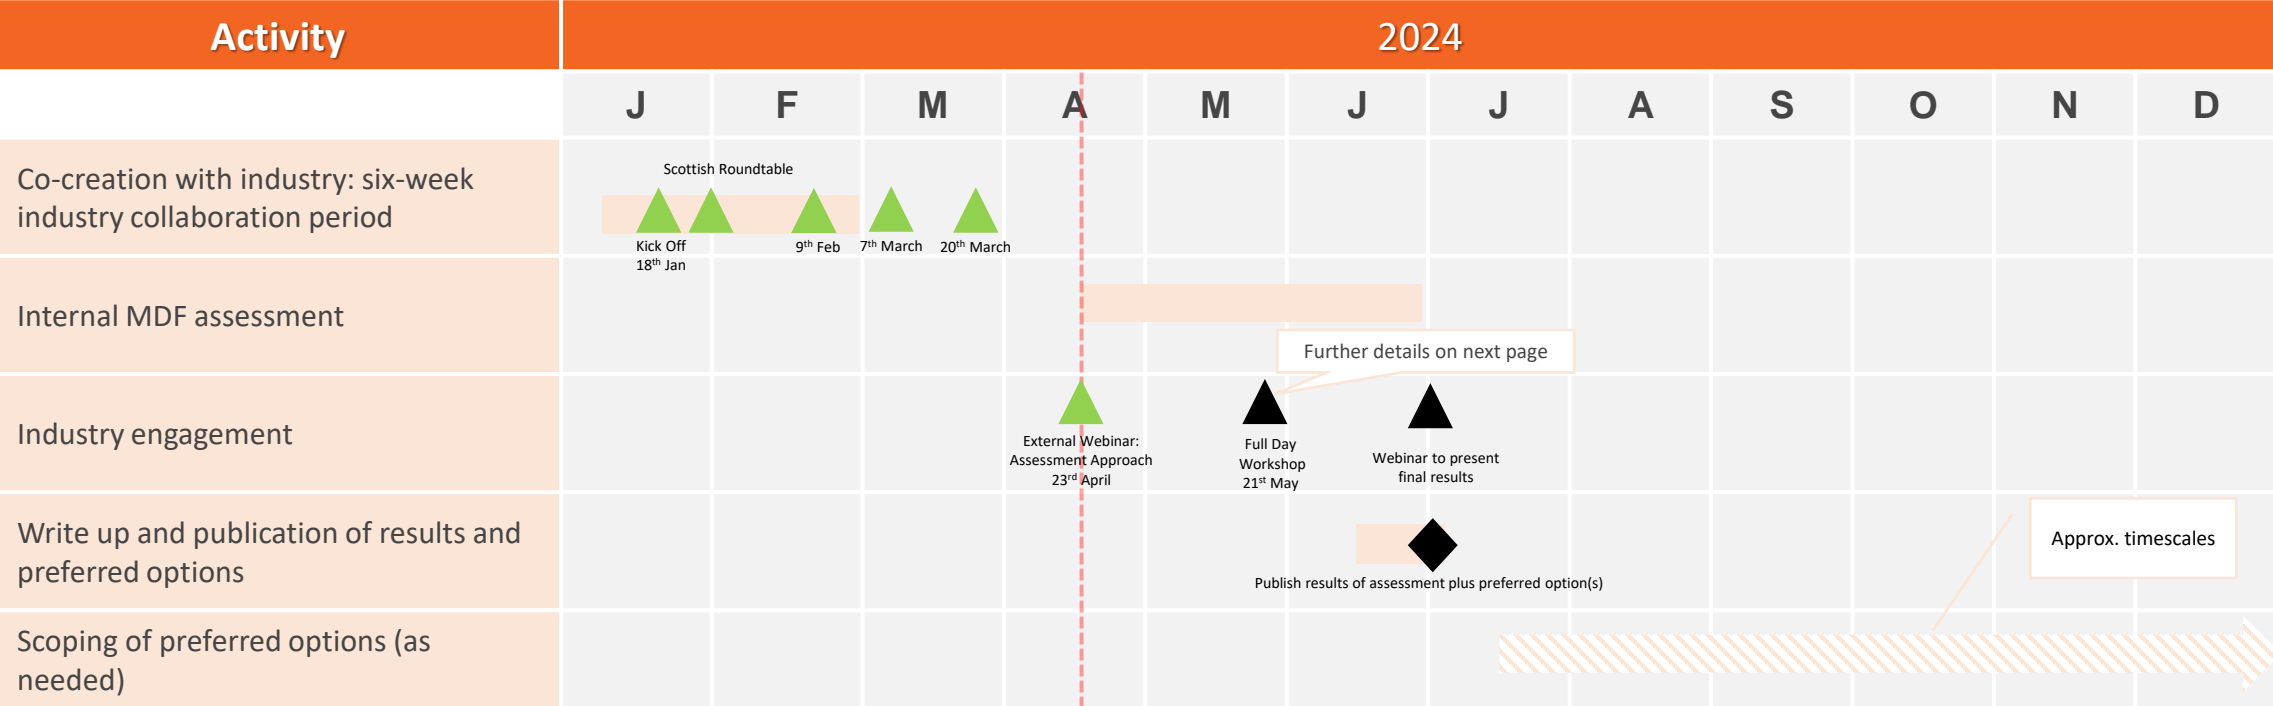 Activity
2024
J F M A M J J A S O N D
Co-creation with industry: six-week
industry collaboration period
Scottish Roundtable
Kick Off
18th Jan
9th Feb
7th March
20th March
Internal MDF assessment
Further details on next page
Industry engagement
External Webinar:
Assessment Approach
23rd April
Full Day
Workshop
21st May
Webinar to present
final results
Write up and publication of results and
preferred options
Publish results of assessment plus preferred option(s)
Approx. timescales
Scoping of preferred options (as
needed)